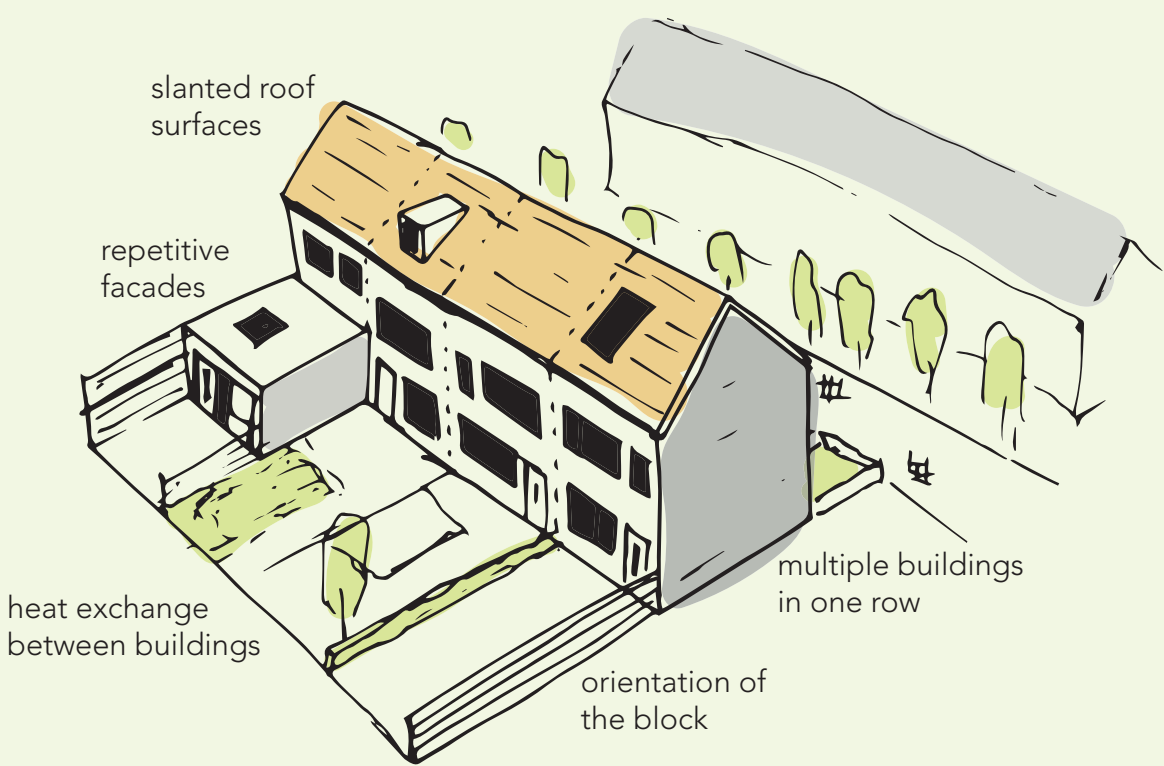 slanted roof
surfaces
repetitive
facades
heat exchange
between buildings
multiple buildings
in one row
orientation of
the block